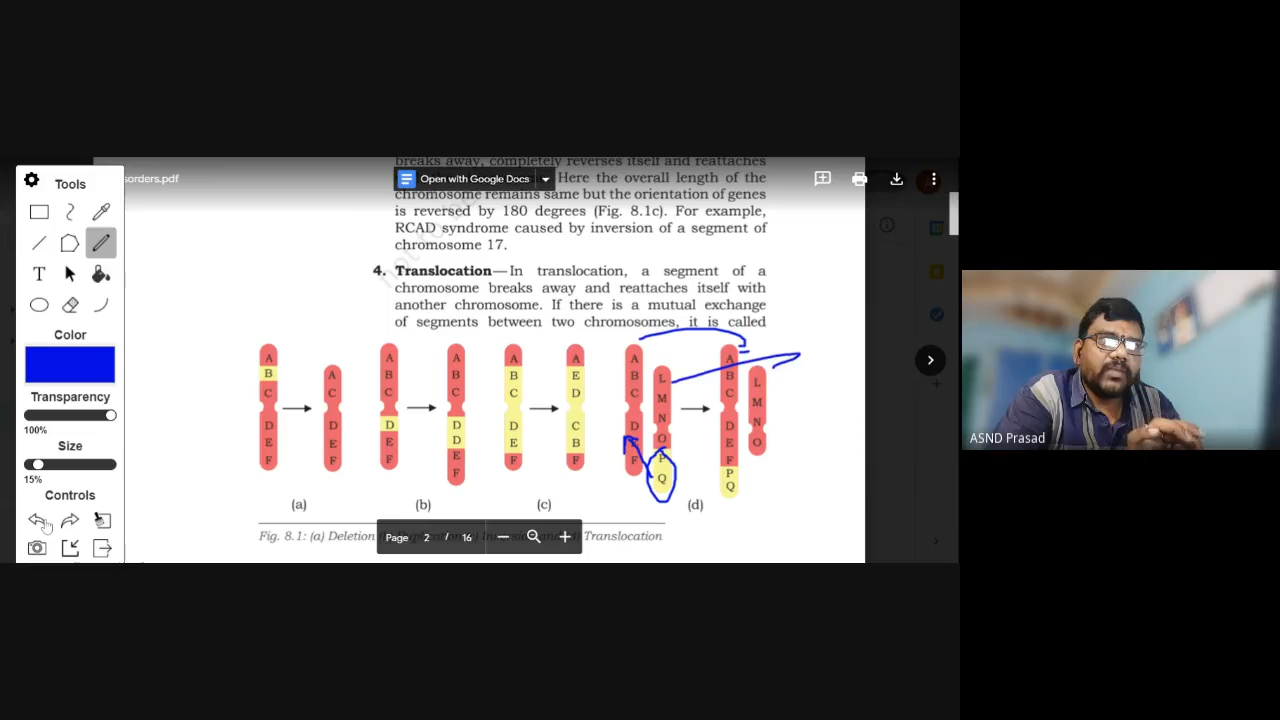 Tools
Color
Transparency
100%
Size
15%
Controls
sorders.pdf
Open with Google Docs
breaks away, completely reverses itself and reattaches
Here the overall length of the
chromosome remains same but the orientation of genes
is reversed by 180 degrees (Fig. 8.1c). For example,
RCAD syndrome caused by inversion of a segment of
chromosome 17.
4. Translocation—In translocation, a segment of a
chromosome breaks away and reattaches itself with
another chromosome. If there is a mutual exchange
of segments between two chromosomes, it is called
A B C D E F
A C D E F
A B C D E F
A B C D D E F
A B C D E F
A E D C B F
A B C D F
L M N O P Q
A B C D E F P Q
L M N O
(a) (b) (c) (d)
Fig. 8.1: (a) Deletion
Translocation
Page 2 / 16
ASND Prasad